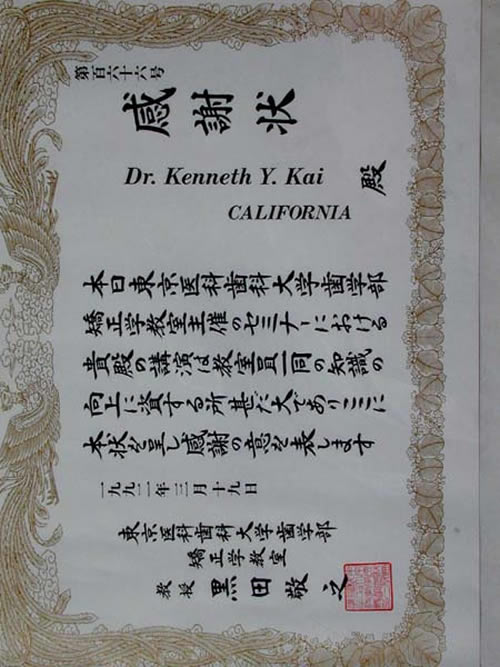 第百六十六号
感謝状
Dr. Kenneth Y. Kai
CALIFORNIA
殿
本日東京医科歯科大学歯学部
矯正学教室主催のセミナーにおける
貴殿の講演は教室員一同の知識の
向上に資する所甚だ大でありここに
本状を呈し感謝の意を表します
一九九二年三月十九日
東京医科歯科大学歯学部
矯正学教室
教授 黒田敬之